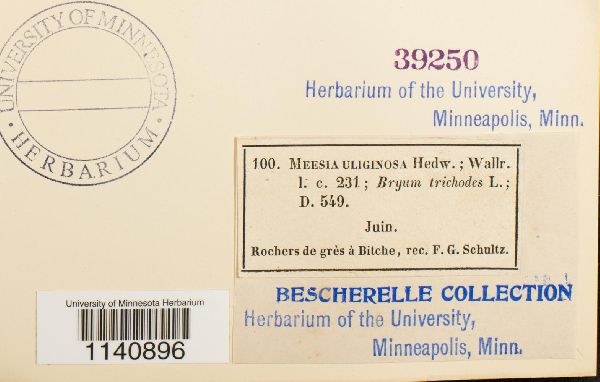 UNIVERSITY OF MINNESOTA
• HERBARIUM •
39250
Herbarium of the University,
Minneapolis, Minn.
100. MEESIA ULIGINOSA Hedw.; Wallr.
l. c. 231; Bryum trichodes L.;
D. 549.
Juin.
Rochers de grès à Bitche, rec. F. G. Schultz.
BESCHERELLE COLLECTION
Herbarium of the University,
Minneapolis, Minn.
University of Minnesota Herbarium
1140896